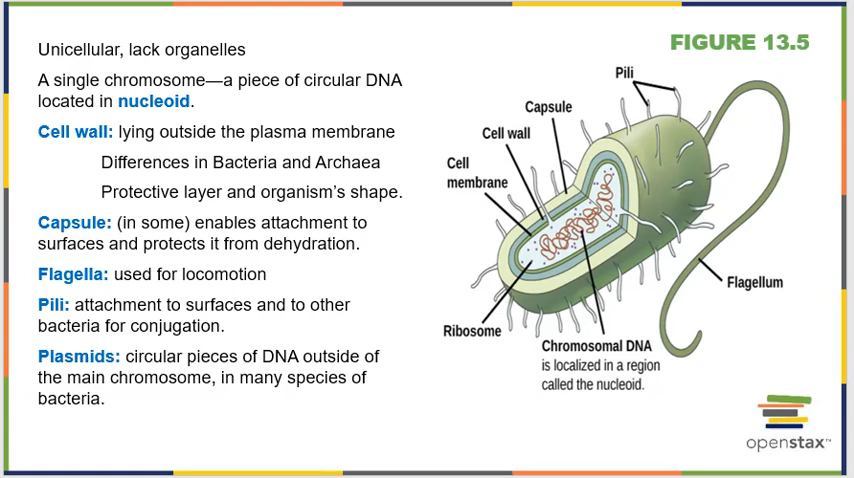 FIGURE 13.5
Unicellular, lack organelles
A single chromosome—a piece of circular DNA
located in nucleoid.
Cell wall: lying outside the plasma membrane
Differences in Bacteria and Archaea
Protective layer and organism's shape.
Capsule: (in some) enables attachment to
surfaces and protects it from dehydration.
Flagella: used for locomotion
Pili: attachment to surfaces and to other
bacteria for conjugation.
Plasmids: circular pieces of DNA outside of
the main chromosome, in many species of
bacteria.
Pili
Capsule
Cell wall
Cell
membrane
Flagellum
Ribosome
Chromosomal DNA
is localized in a region
called the nucleoid.
openstax™